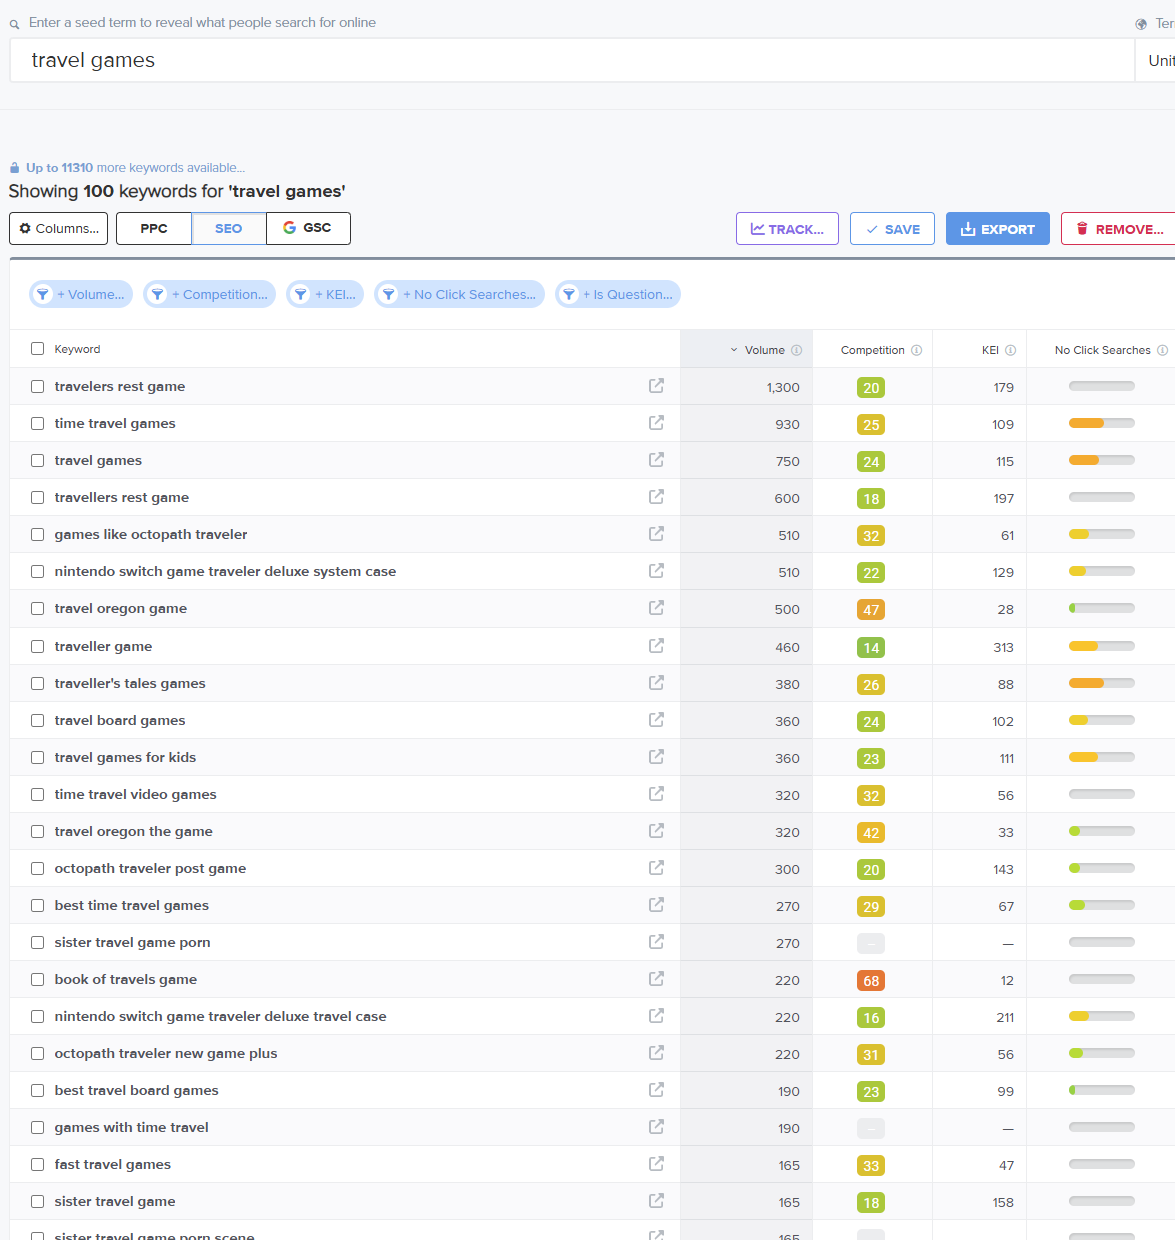 Enter a seed term to reveal what people search for online
travel games
Up to 11310 more keywords available...
Showing 100 keywords for 'travel games'
Columns... PPC SEO GSC TRACK... SAVE EXPORT REMOVE...
+ Volume... + Competition... + KEI... + No Click Searches... + Is Question...
Keyword Volume Competition KEI No Click Searches
travelers rest game 1,300 20 179
time travel games 930 25 109
travel games 750 24 115
travellers rest game 600 18 197
games like octopath traveler 510 32 61
nintendo switch game traveler deluxe system case 510 22 129
travel oregon game 500 47 28
traveller game 460 14 313
traveller's tales games 380 26 88
travel board games 360 24 102
travel games for kids 360 23 111
time travel video games 320 32 56
travel oregon the game 320 42 33
octopath traveler post game 300 20 143
best time travel games 270 29 67
sister travel game porn 270 – —
book of travels game 220 68 12
nintendo switch game traveler deluxe travel case 220 16 211
octopath traveler new game plus 220 31 56
best travel board games 190 23 99
games with time travel 190 – —
fast travel games 165 33 47
sister travel game 165 18 158
sister travel game porn scene 165